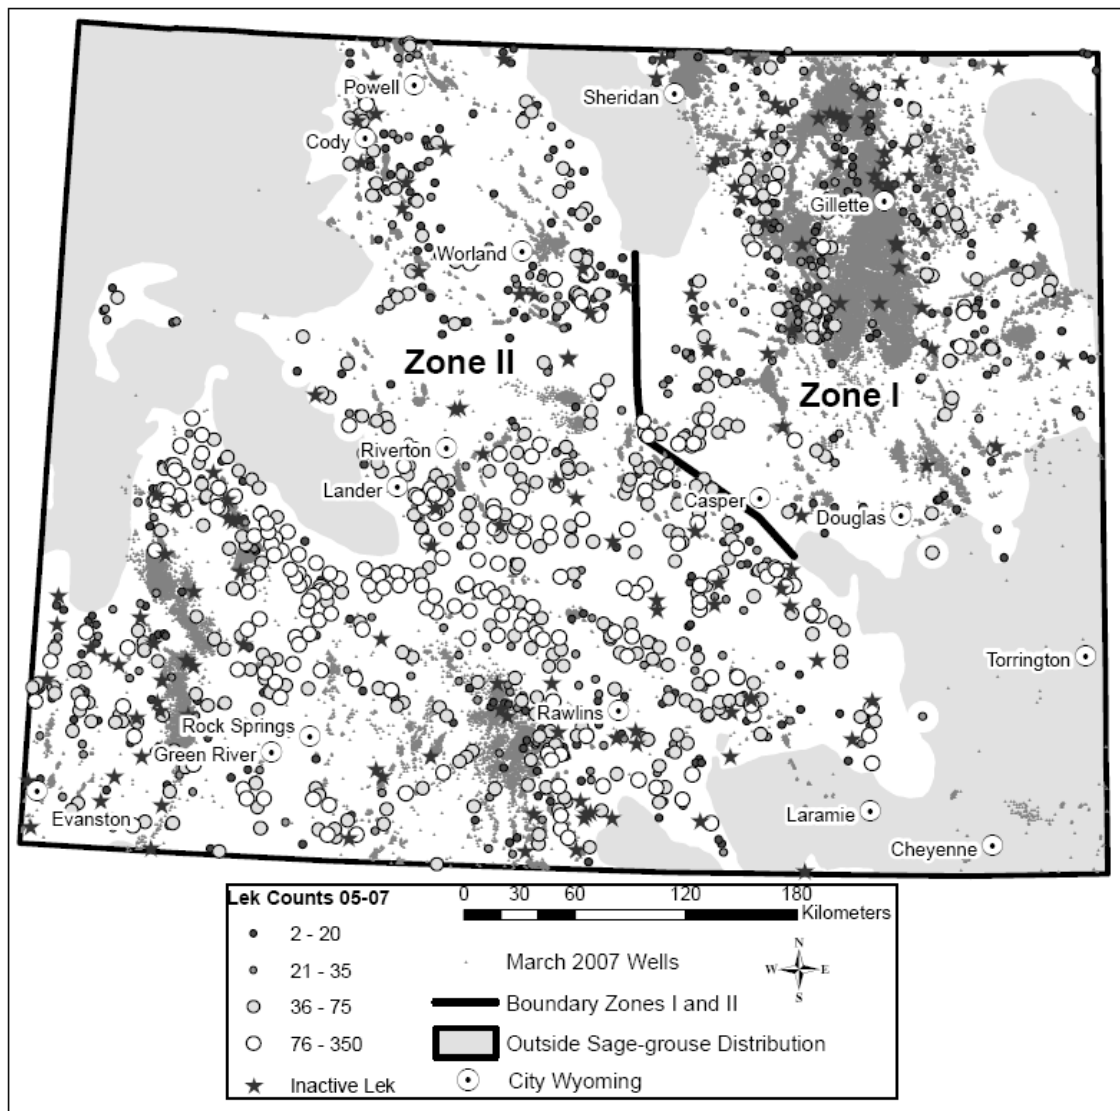 Powell
Sheridan
Cody
Gillette
Worland
Zone II
Zone I
Riverton
Lander
Casper
Douglas
Torrington
Rawlins
Rock Springs
Green River
Evanston
Laramie
Cheyenne
Lek Counts 05-07
2 - 20
21 - 35
36 - 75
76 - 350
Inactive Lek
0 30 60 120 180
Kilometers
March 2007 Wells
Boundary Zones I and II
Outside Sage-grouse Distribution
City Wyoming
N
W E
S